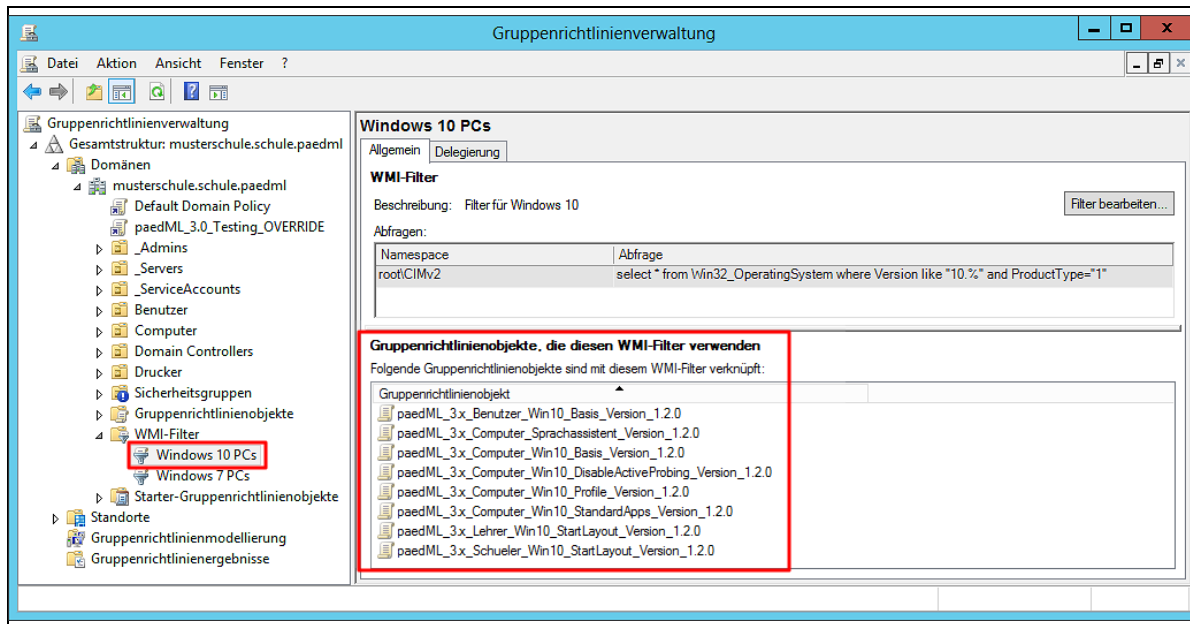 Gruppenrichtlinienverwaltung
Datei Aktion Ansicht Fenster ?
Gruppenrichtlinienverwaltung
Gesamtstruktur: musterschule.schule.paedml
Domänen
musterschule.schule.paedml
Default Domain Policy
paedML_3.0_Testing_OVERRIDE
_Admins
_Servers
_ServiceAccounts
Benutzer
Computer
Domain Controllers
Drucker
Sicherheitsgruppen
Gruppenrichtlinienobjekte
WMI-Filter
Windows 10 PCs
Windows 7 PCs
Starter-Gruppenrichtlinienobjekte
Standorte
Gruppenrichtlinienmodellierung
Gruppenrichtlinienergebnisse
Windows 10 PCs
Allgemein Delegierung
WMI-Filter
Beschreibung: Filter für Windows 10 Filter bearbeiten...
Abfragen:
Namespace Abfrage
root\CIMv2 select * from Win32_OperatingSystem where Version like "10.%" and ProductType="1"
Gruppenrichtlinienobjekte, die diesen WMI-Filter verwenden
Folgende Gruppenrichtlinienobjekte sind mit diesem WMI-Filter verknüpft:
Gruppenrichtlinienobjekt
paedML_3.x_Benutzer_Win10_Basis_Version_1.2.0
paedML_3.x_Computer_Sprachassistent_Version_1.2.0
paedML_3.x_Computer_Win10_Basis_Version_1.2.0
paedML_3.x_Computer_Win10_DisableActiveProbing_Version_1.2.0
paedML_3.x_Computer_Win10_Profile_Version_1.2.0
paedML_3.x_Computer_Win10_StandardApps_Version_1.2.0
paedML_3.x_Lehrer_Win10_StartLayout_Version_1.2.0
paedML_3.x_Schueler_Win10_StartLayout_Version_1.2.0